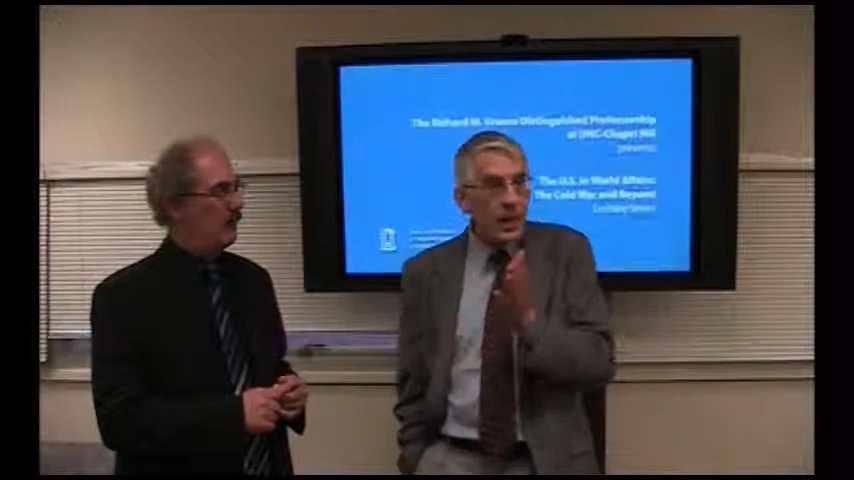 The Richard M. Krasno Distinguished Professorship
at UNC-Chapel Hill
presents:
The U.S. in World Affairs:
The Cold War and Beyond
Lecture Series